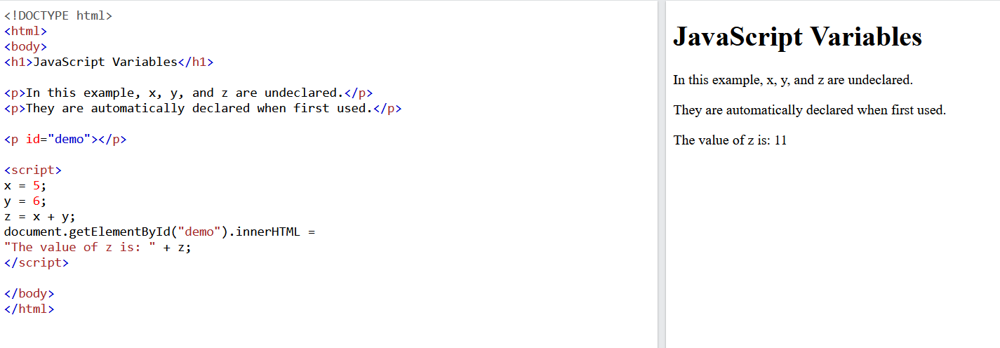 <!DOCTYPE html>
<html>
<body>
<h1>JavaScript Variables</h1>
<p>In this example, x, y, and z are undeclared.</p>
<p>They are automatically declared when first used.</p>
<p id="demo"></p>
<script>
x = 5;
y = 6;
z = x + y;
document.getElementById("demo").innerHTML =
"The value of z is: " + z;
</script>
</body>
</html>
JavaScript Variables
In this example, x, y, and z are undeclared.
They are automatically declared when first used.
The value of z is: 11